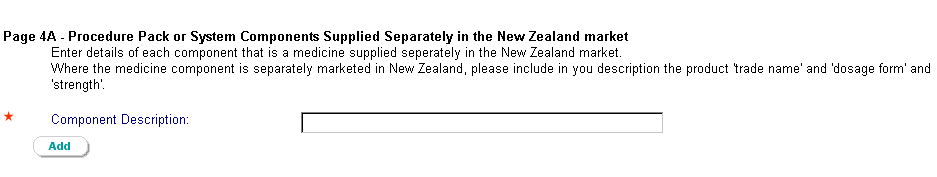 Page 4A - Procedure Pack or System Components Supplied Separately in the New Zealand market
Enter details of each component that is a medicine supplied seperately in the New Zealand market.
Where the medicine component is separately marketed in New Zealand, please include in you description the product 'trade name' and 'dosage form' and
'strength'.
Component Description:
Add